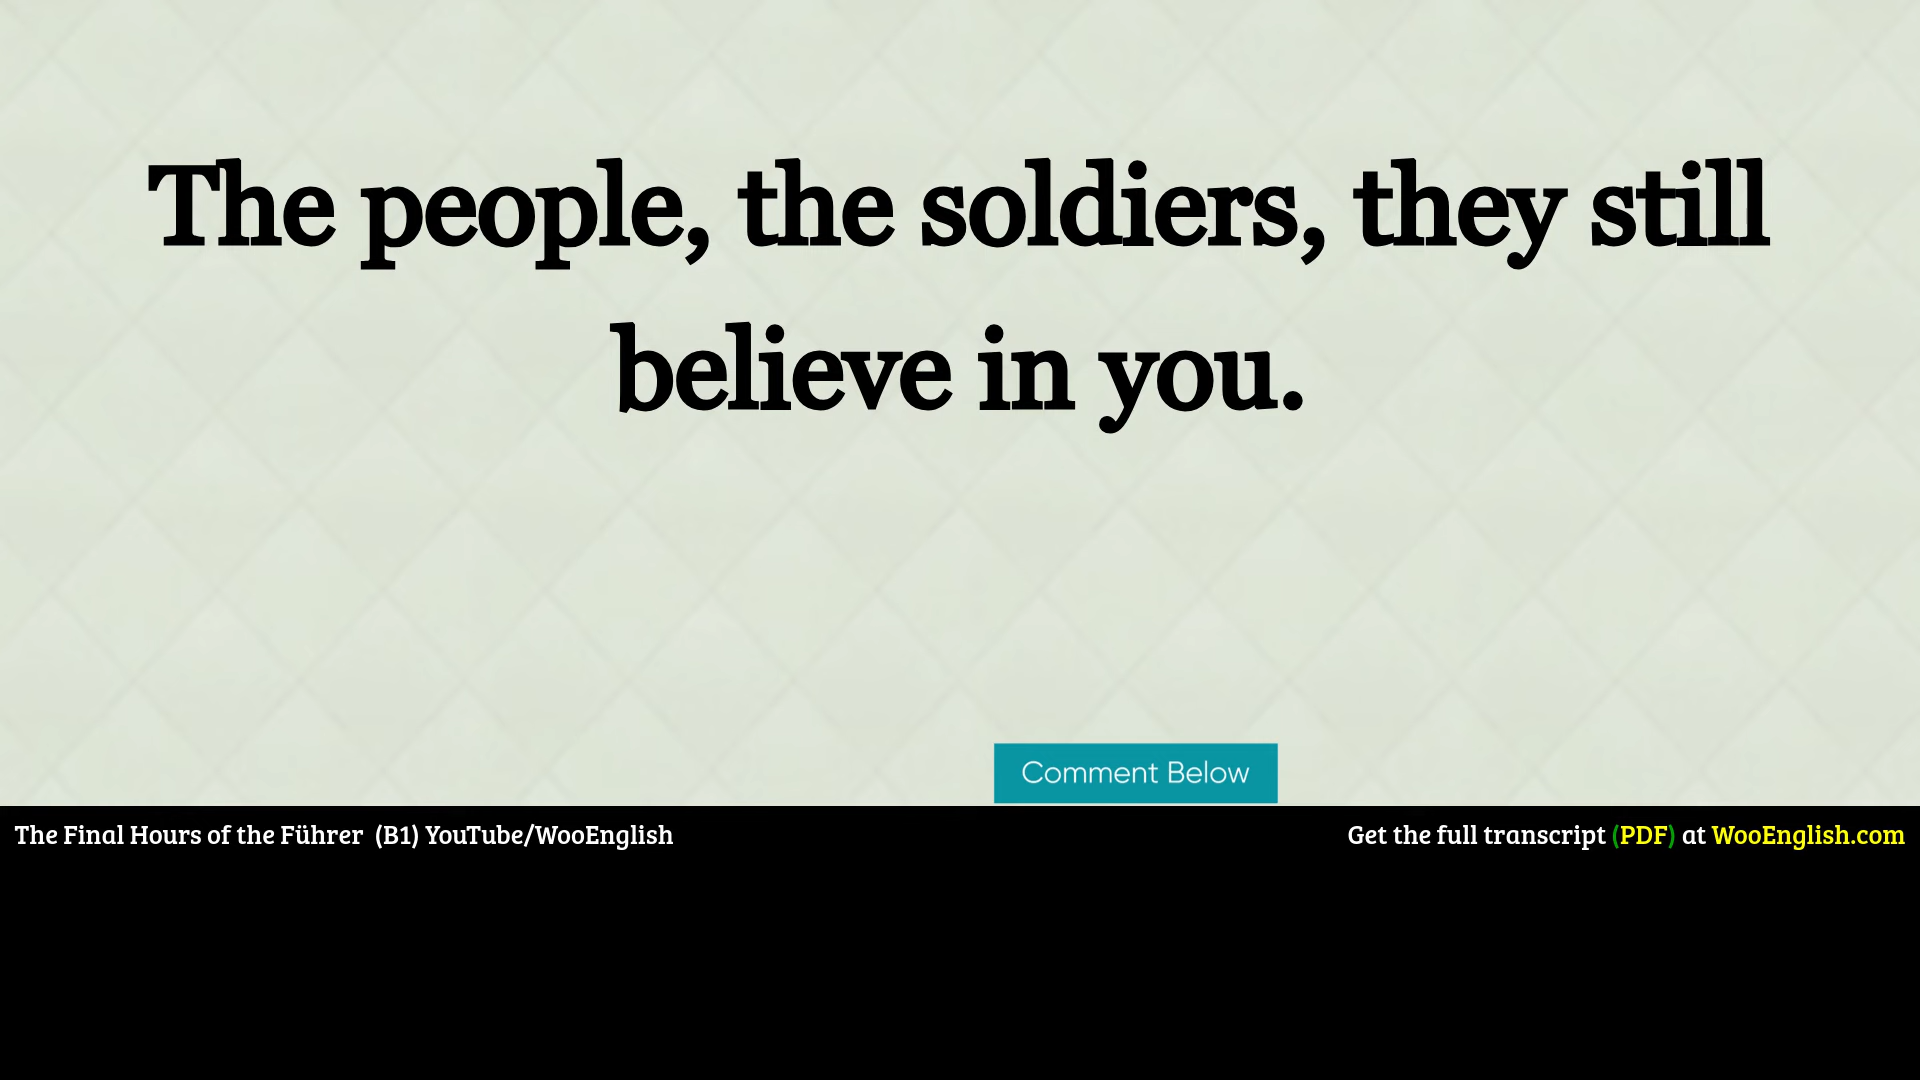 The people, the soldiers, they still
believe in you.
Comment Below
The Final Hours of the Führer (B1) YouTube/WooEnglish
Get the full transcript (PDF) at WooEnglish.com